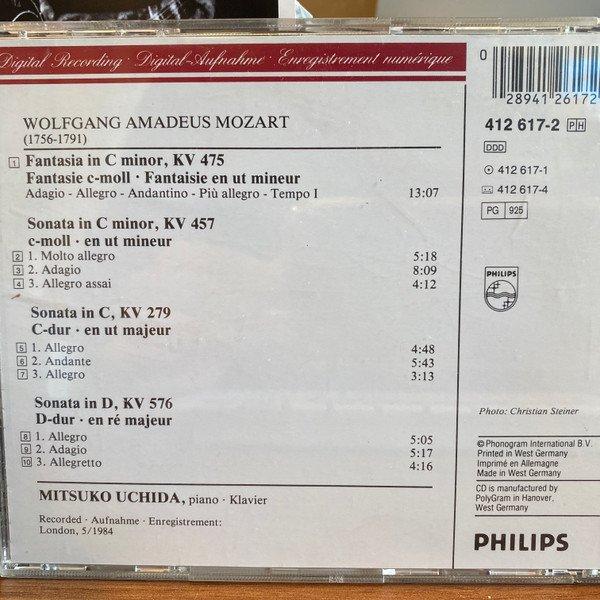 Digital Recording · Digital-Aufnahme · Enregistrement numérique
WOLFGANG AMADEUS MOZART
(1756-1791)
1 Fantasia in C minor, KV 475
Fantasie c-moll · Fantaisie en ut mineur
Adagio - Allegro - Andantino - Più allegro - Tempo I 13:07
Sonata in C minor, KV 457
c-moll · en ut mineur
2 1. Molto allegro 5:18
3 2. Adagio 8:09
4 3. Allegro assai 4:12
Sonata in C, KV 279
C-dur · en ut majeur
5 1. Allegro 4:48
6 2. Andante 5:43
7 3. Allegro 3:13
Sonata in D, KV 576
D-dur · en ré majeur
8 1. Allegro 5:05
9 2. Adagio 5:17
10 3. Allegretto 4:16
MITSUKO UCHIDA, piano · Klavier
Recorded · Aufnahme · Enregistrement:
London, 5/1984
0 28941 26172
412 617-2 PH
DDD
412 617-1
412 617-4
PG 925
PHILIPS
Photo: Christian Steiner
℗ Phonogram International B.V.
Printed in West Germany
Imprimé en Allemagne
Made in West Germany
CD is manufactured by
PolyGram in Hanover,
West Germany
PHILIPS